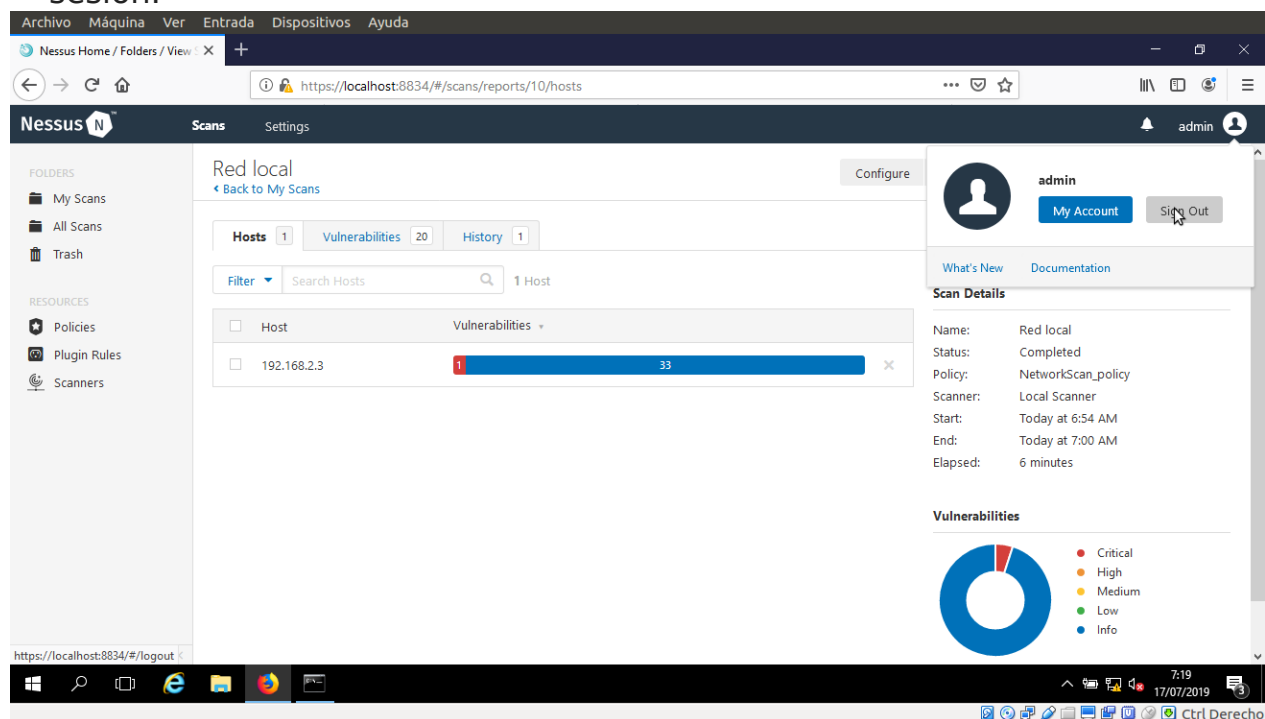 sesión.
Archivo Máquina Ver Entrada Dispositivos Ayuda
Nessus Home / Folders / View S
https://localhost:8834/#/scans/reports/10/hosts
Nessus N Scans Settings admin
FOLDERS
My Scans
All Scans
Trash
RESOURCES
Policies
Plugin Rules
Scanners
Red local
Back to My Scans
Configure
Hosts 1 Vulnerabilities 20 History 1
Filter Search Hosts 1 Host
Host Vulnerabilities
192.168.2.3 1 33
admin
My Account Sign Out
What's New Documentation
Scan Details
Name: Red local
Status: Completed
Policy: NetworkScan_policy
Scanner: Local Scanner
Start: Today at 6:54 AM
End: Today at 7:00 AM
Elapsed: 6 minutes
Vulnerabilities
Critical
High
Medium
Low
Info
https://localhost:8834/#/logout
7:19
17/07/2019
3
Ctrl Derecho